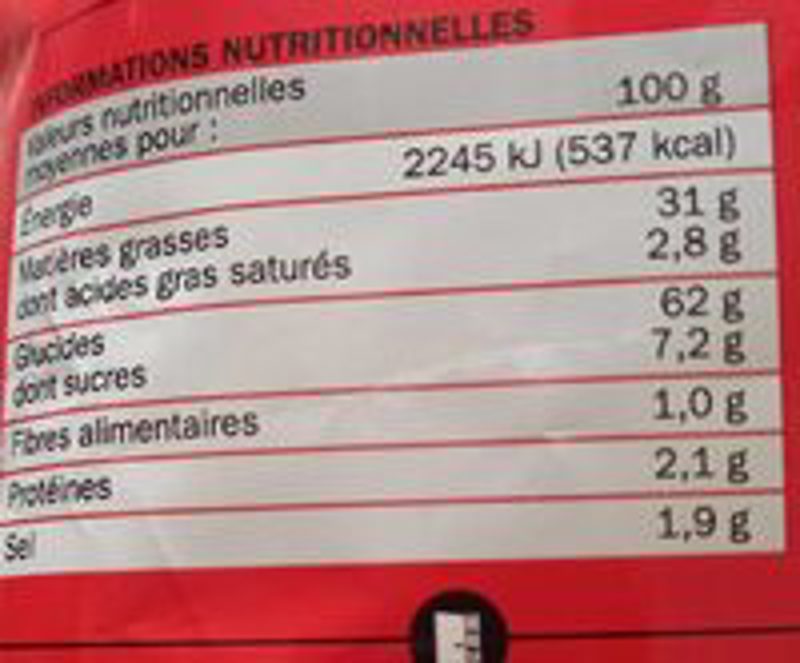 INFORMATIONS NUTRITIONNELLES
Valeurs nutritionnelles
moyennes pour : 100 g
Énergie 2245 kJ (537 kcal)
Matières grasses 31 g
dont acides gras saturés 2,8 g
Glucides 62 g
dont sucres 7,2 g
Fibres alimentaires 1,0 g
Protéines 2,1 g
Sel 1,9 g